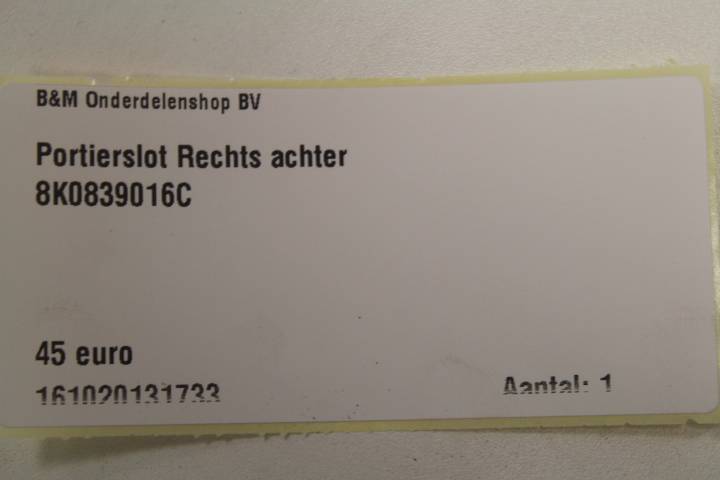 B&M Onderdelenshop BV
Portierslot Rechts achter
8K0839016C
45 euro
161020131733
Aantal: 1